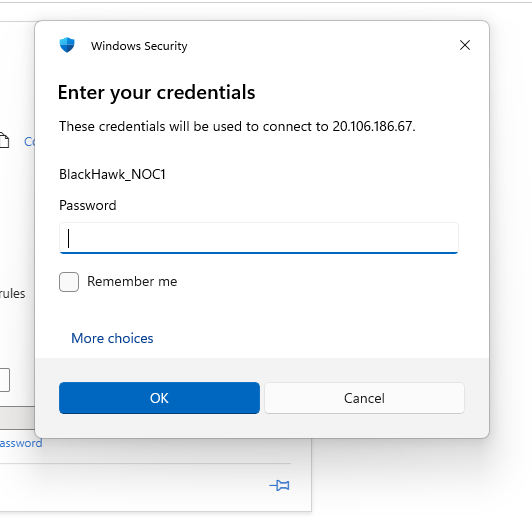 Windows Security
Enter your credentials
These credentials will be used to connect to 20.106.186.67.
Co
BlackHawk_NOC1
Password
Remember me
rules
More choices
OK
Cancel
assword